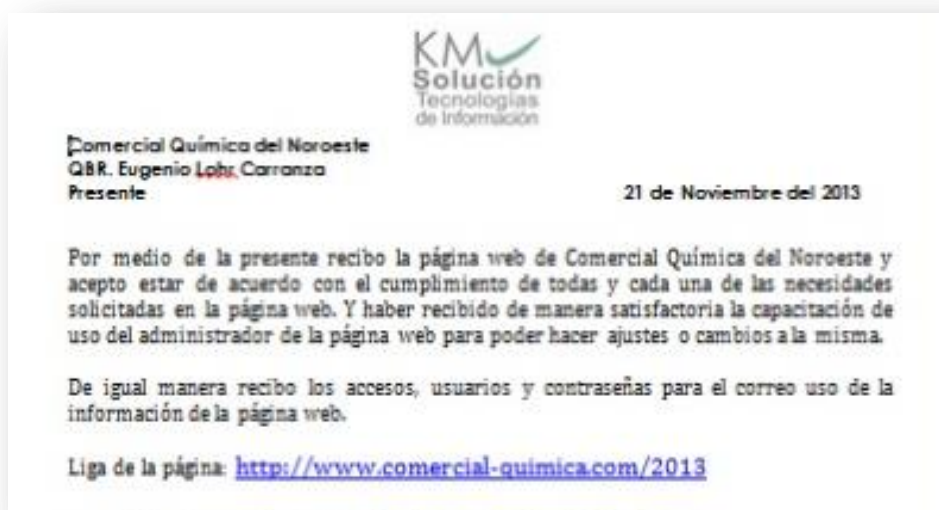 KM
Solución
Tecnologías
de Información
Comercial Química del Noroeste
QBR. Eugenio Lohr Carranza
Presente
21 de Noviembre del 2013
Por medio de la presente recibo la página web de Comercial Química del Noroeste y
acepto estar de acuerdo con el cumplimiento de todas y cada una de las necesidades
solicitadas en la página web. Y haber recibido de manera satisfactoria la capacitación de
uso del administrador de la página web para poder hacer ajustes o cambios a la misma.
De igual manera recibo los accesos, usuarios y contraseñas para el correo uso de la
información de la página web.
Liga de la página: http://www.comercial-quimica.com/2013